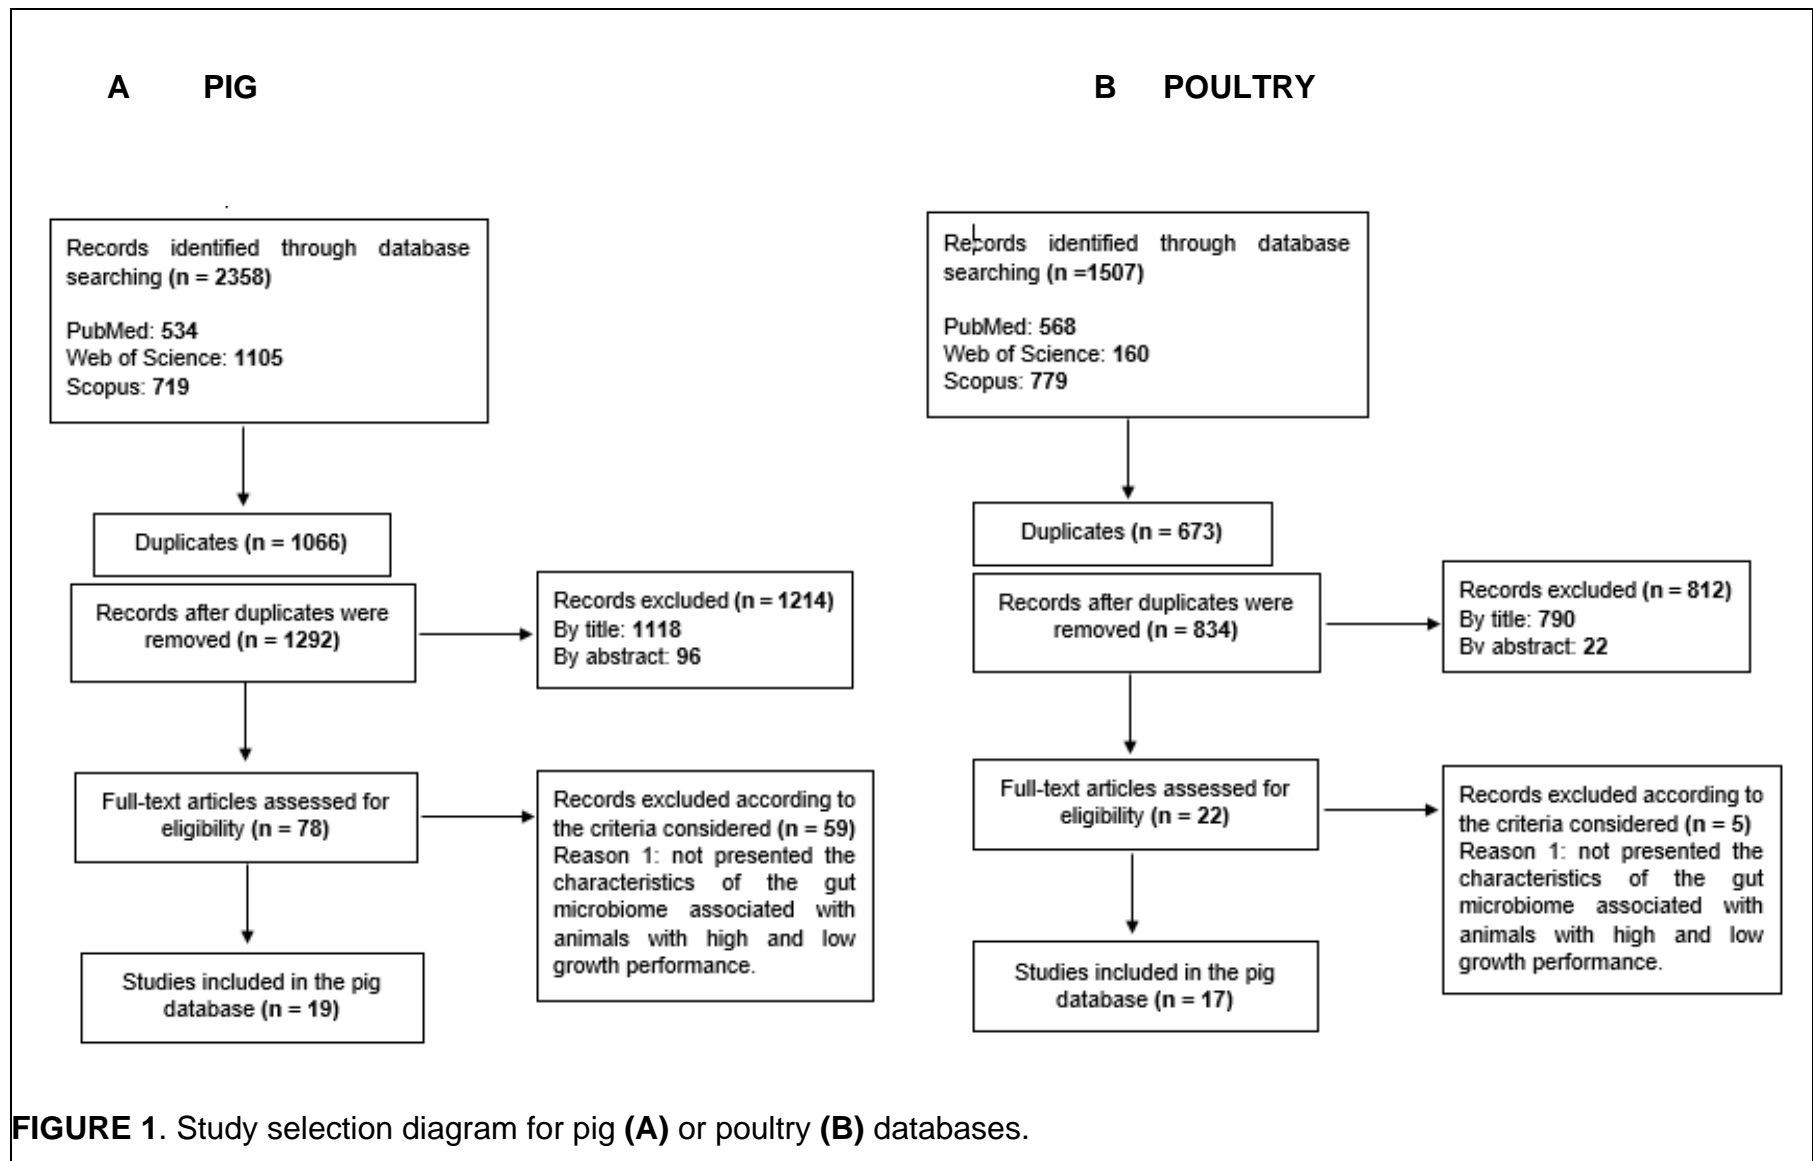 A PIG
Records identified through database
searching (n = 2358)
PubMed: 534
Web of Science: 1105
Scopus: 719
Duplicates (n = 1066)
Records after duplicates were
removed (n = 1292)
Records excluded (n = 1214)
By title: 1118
By abstract: 96
Full-text articles assessed for
eligibility (n = 78)
Records excluded according to
the criteria considered (n = 59)
Reason 1: not presented the
characteristics of the gut
microbiome associated with
animals with high and low
growth performance.
Studies included in the pig
database (n = 19)
B POULTRY
Records identified through database
searching (n =1507)
PubMed: 568
Web of Science: 160
Scopus: 779
Duplicates (n = 673)
Records after duplicates were
removed (n = 834)
Records excluded (n = 812)
By title: 790
By abstract: 22
Full-text articles assessed for
eligibility (n = 22)
Records excluded according to
the criteria considered (n = 5)
Reason 1: not presented the
characteristics of the gut
microbiome associated with
animals with high and low
growth performance.
Studies included in the pig
database (n = 17)
FIGURE 1. Study selection diagram for pig (A) or poultry (B) databases.